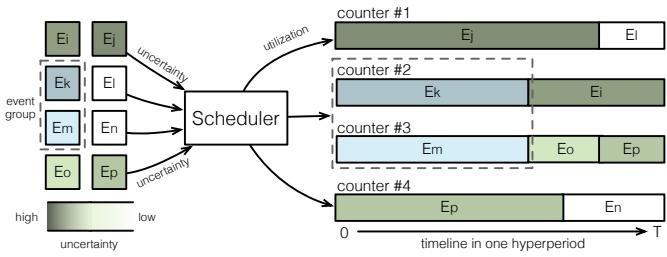 counter #1
Ei
Ej
uncertainty
utilization
Ej
El
counter #2
Ek
El
event
group
Ek
Ei
Scheduler
counter #3
Em
En
Em
Eo
Ep
Eo
Ep
uncertainty
counter #4
Ep
En
high
low
uncertainty
0
T
timeline in one hyperperiod